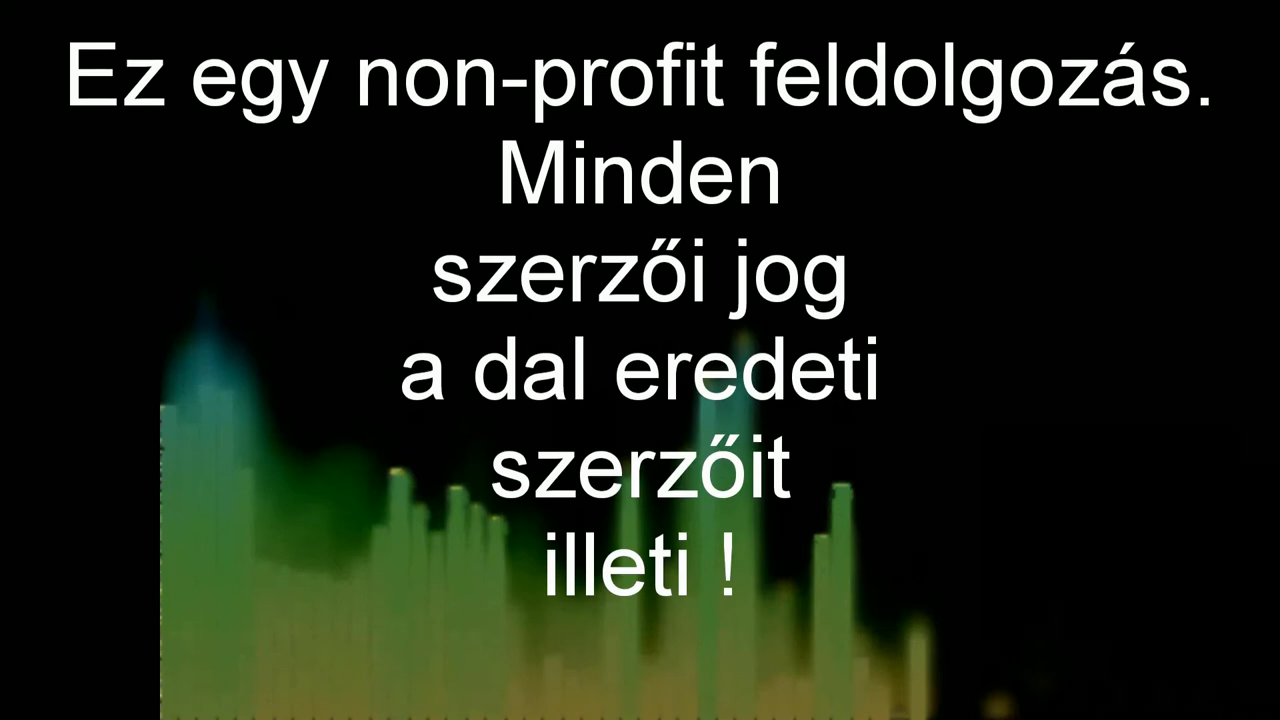 Ez egy non-profit feldolgozás.
Minden
szerzői jog
a dal eredeti
szerzőit
illeti !